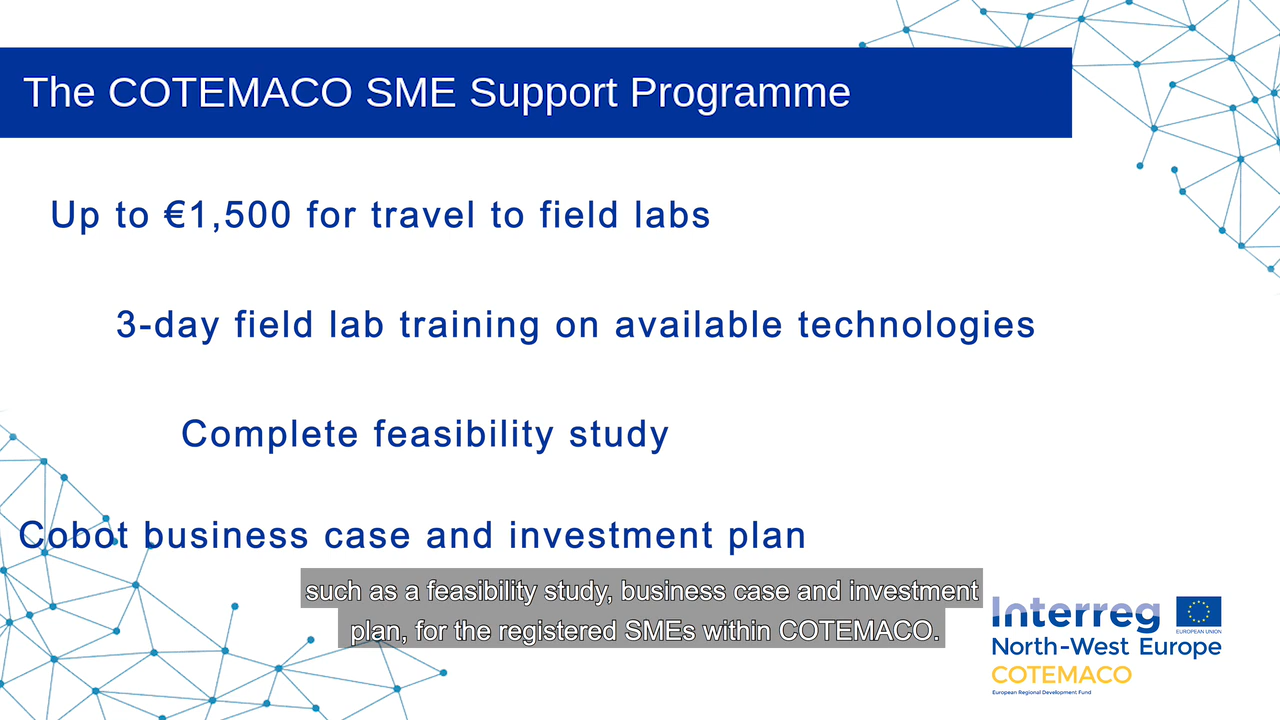 The COTEMACO SME Support Programme
Up to €1,500 for travel to field labs
3-day field lab training on available technologies
Complete feasibility study
Cobot business case and investment plan
such as a feasibility study, business case and investment
plan, for the registered SMEs within COTEMACO.
Interreg
EUROPEAN UNION
North-West Europe
COTEMACO
European Regional Development Fund